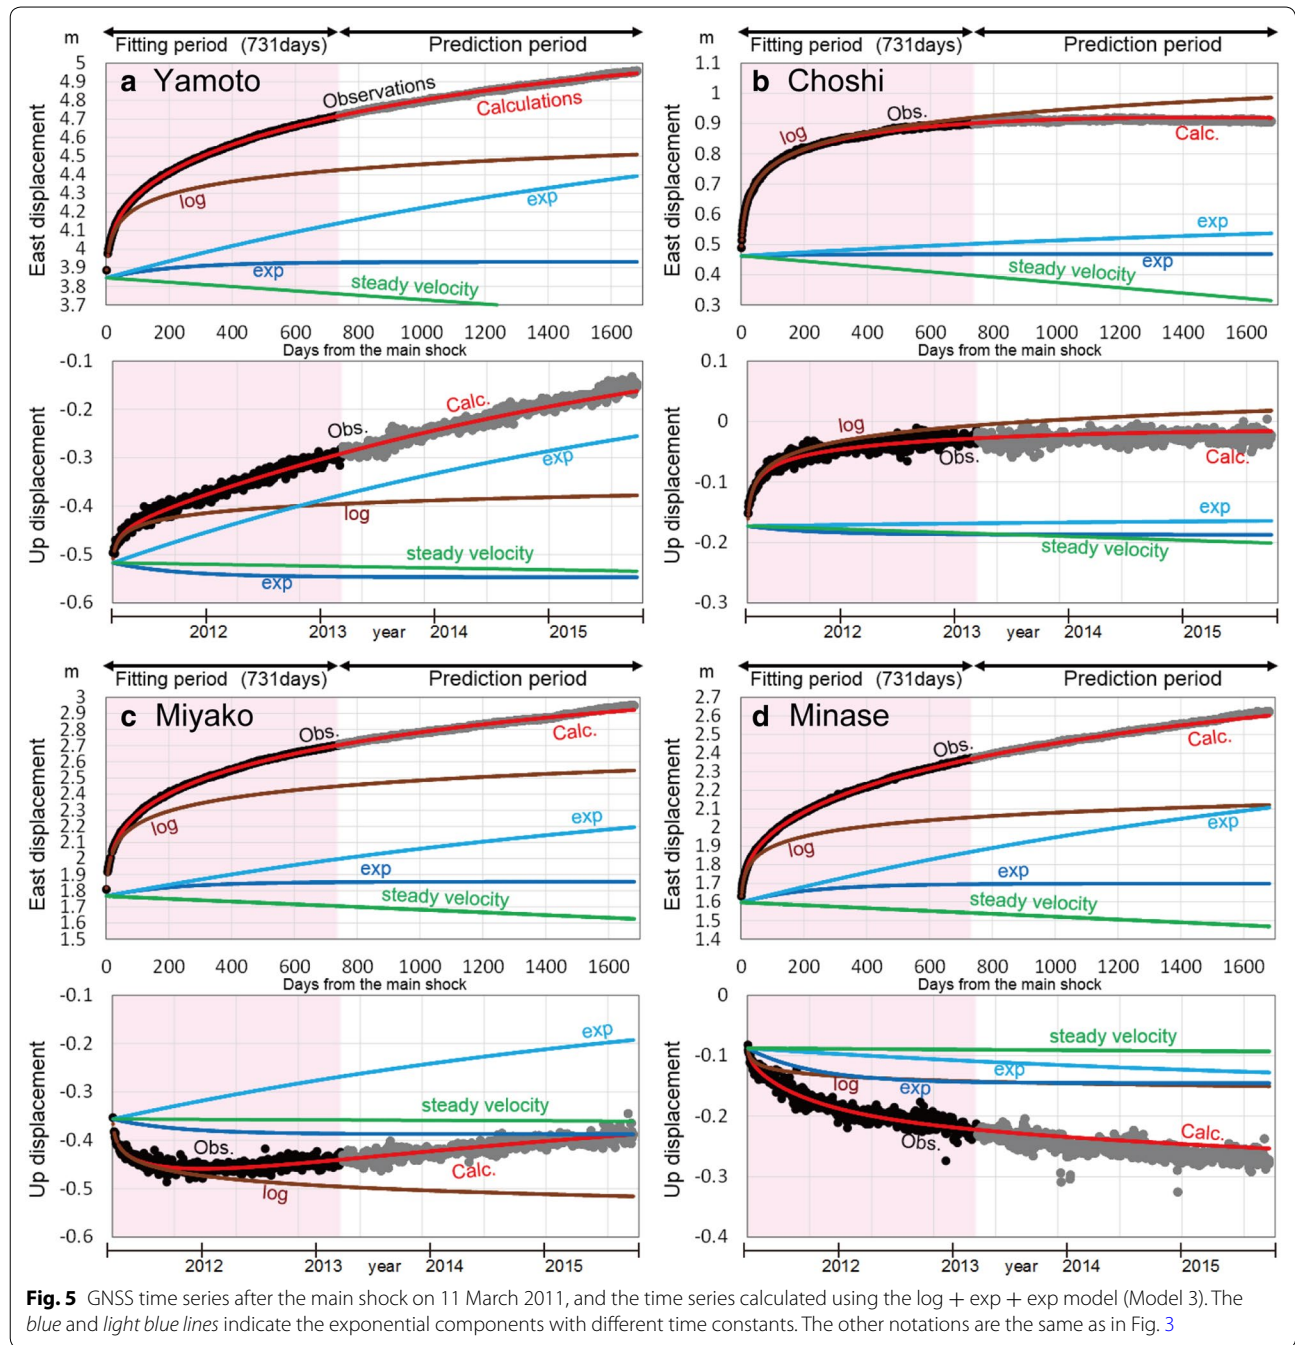 Fitting period (731days) Prediction period
Fitting period (731days) Prediction period
m
a Yamoto
East displacement
5
4.9
4.8
4.7
4.5
4.4
4.3
4.2
4.1
4
3.9
3.8
3.7
Observations
Calculations
log
exp
exp
steady velocity
0 200 400 600 800 1000 1200 1400 1600
Days from the main shock
m
b Choshi
East displacement
1.1
1
0.9
0.8
0.7
0.6
0.5
0.4
0.3
log
Obs.
Calc.
exp
exp
steady velocity
0 200 400 600 800 1000 1200 1400 1600
Days from the main shock
Up displacement
-0.1
-0.2
-0.3
-0.4
-0.5
-0.6
Calc.
Obs.
exp
log
steady velocity
exp
2012 2013 year 2014 2015
Up displacement
0.1
0
-0.1
-0.2
-0.3
log
Obs.
Calc.
exp
steady velocity
2012 2013 year 2014 2015
Fitting period (731days) Prediction period
Fitting period (731days) Prediction period
m
c Miyako
East displacement
3
2.9
2.8
2.7
2.6
2.5
2.4
2.3
2.2
2.1
2
1.9
1.8
1.7
1.6
1.5
Obs.
Calc.
log
exp
exp
steady velocity
0 200 400 600 800 1000 1200 1400 1600
Days from the main shock
m
d Minase
East displacement
2.7
2.6
2.5
2.4
2.3
2.2
2.1
2
1.9
1.8
1.7
1.6
1.5
1.4
Obs.
Calc.
log
exp
exp
steady velocity
0 200 400 600 800 1000 1200 1400 1600
Days from the main shock
Up displacement
-0.1
-0.2
-0.3
-0.4
-0.5
-0.6
exp
steady velocity
Obs.
Calc.
log
2012 2013 year 2014 2015
Up displacement
0
-0.1
-0.2
-0.3
-0.4
steady velocity
exp
log
exp
Obs.
Calc.
2012 2013 year 2014 2015
Fig. 5 GNSS time series after the main shock on 11 March 2011, and the time series calculated using the log + exp + exp model (Model 3). The
blue and light blue lines indicate the exponential components with different time constants. The other notations are the same as in Fig. 3